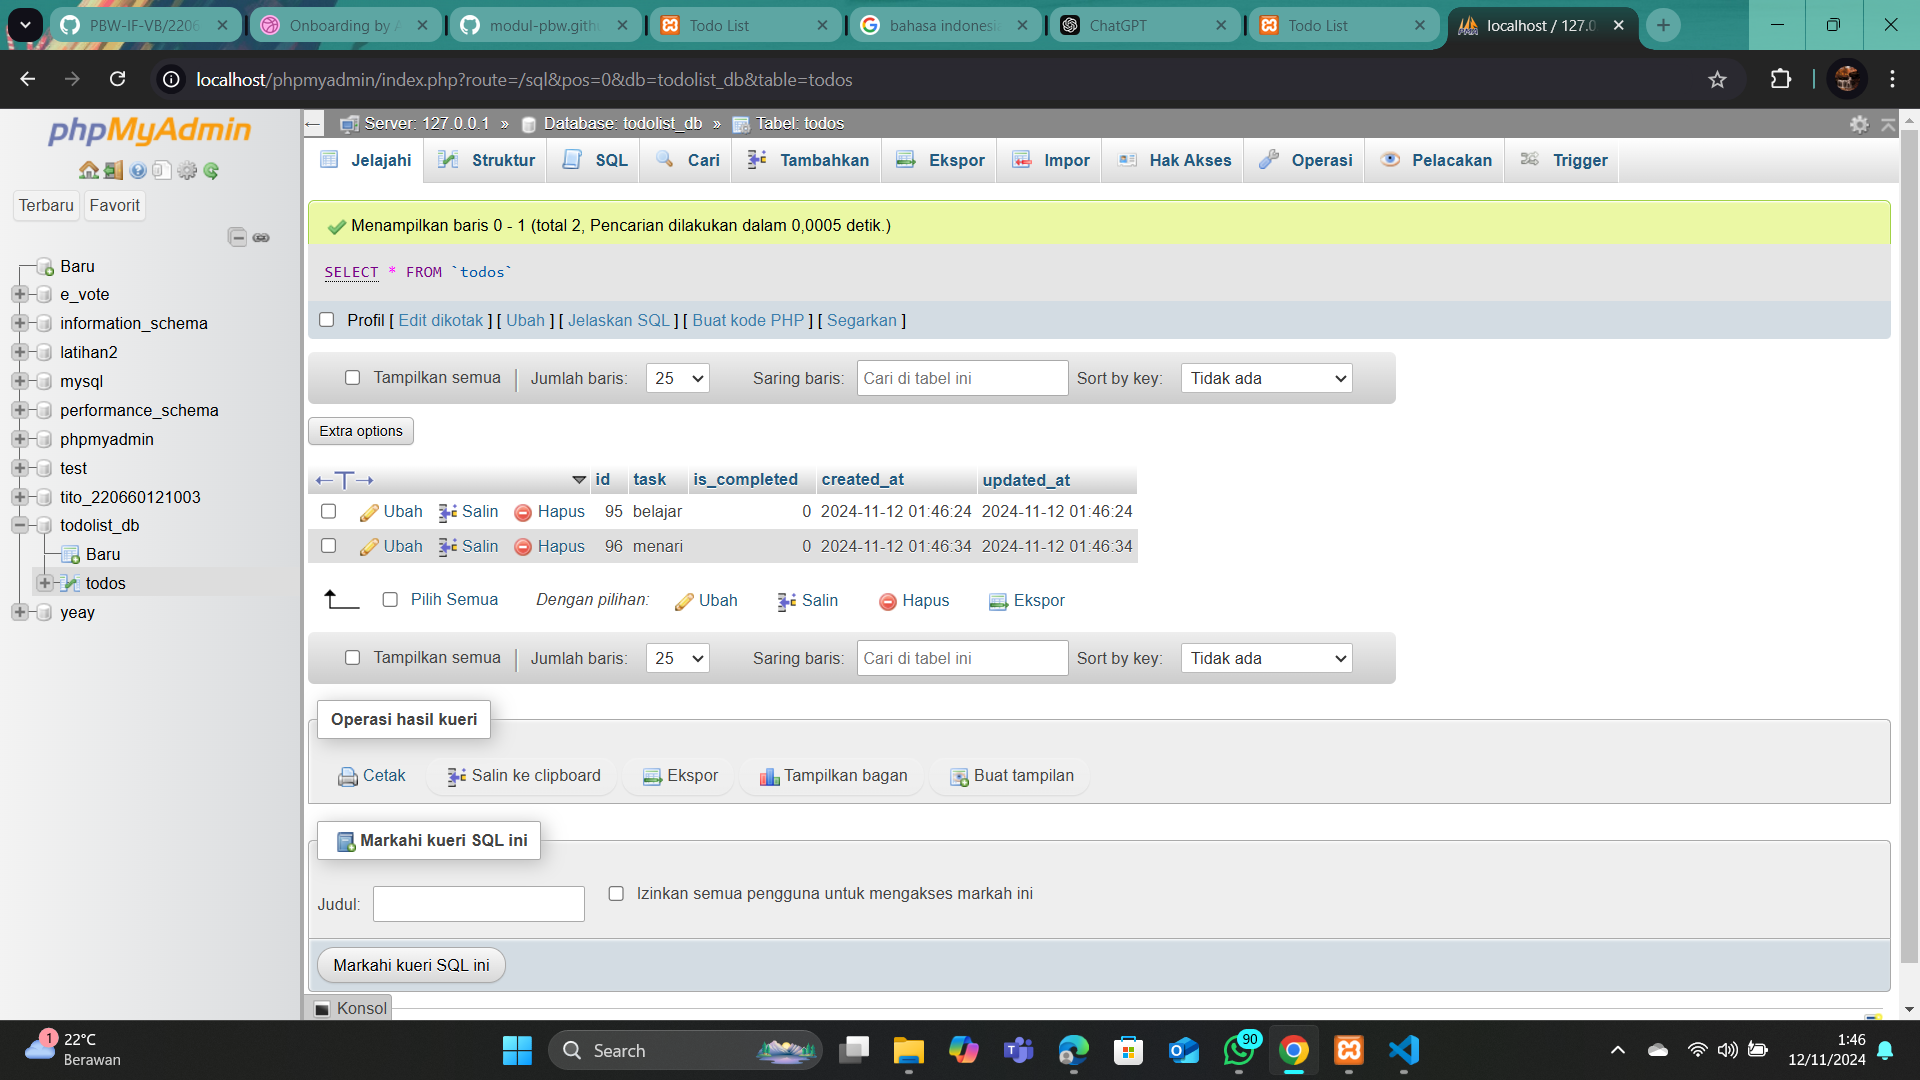 PBW-IF-VB/2206
Onboarding by A
modul-pbw.gith
Todo List
bahasa indonesia
ChatGPT
Todo List
localhost / 127.0
localhost/phpmyadmin/index.php?route=/sql&pos=0&db=todolist_db&table=todos
phpMyAdmin
Terbaru Favorit
Baru
e_vote
information_schema
latihan2
mysql
performance_schema
phpmyadmin
test
tito_220660121003
todolist_db
Baru
todos
yeay
Server: 127.0.0.1 » Database: todolist_db » Tabel: todos
Jelajahi Struktur SQL Cari Tambahkan Ekspor Impor Hak Akses Operasi Pelacakan Trigger
Menampilkan baris 0 - 1 (total 2, Pencarian dilakukan dalam 0,0005 detik.)
SELECT * FROM `todos`
Profil [ Edit dikotak ] [ Ubah ] [ Jelaskan SQL ] [ Buat kode PHP ] [ Segarkan ]
Tampilkan semua | Jumlah baris: 25 Saring baris: Cari di tabel ini Sort by key: Tidak ada
Extra options
←T→ id task is_completed created_at updated_at
Ubah Salin Hapus 95 belajar 0 2024-11-12 01:46:24 2024-11-12 01:46:24
Ubah Salin Hapus 96 menari 0 2024-11-12 01:46:34 2024-11-12 01:46:34
Pilih Semua Dengan pilihan: Ubah Salin Hapus Ekspor
Tampilkan semua | Jumlah baris: 25 Saring baris: Cari di tabel ini Sort by key: Tidak ada
Operasi hasil kueri
Cetak Salin ke clipboard Ekspor Tampilkan bagan Buat tampilan
Markahi kueri SQL ini
Judul: Izinkan semua pengguna untuk mengakses markah ini
Markahi kueri SQL ini
Konsol
1
22°C
Berawan
Search
90
1:46
12/11/2024